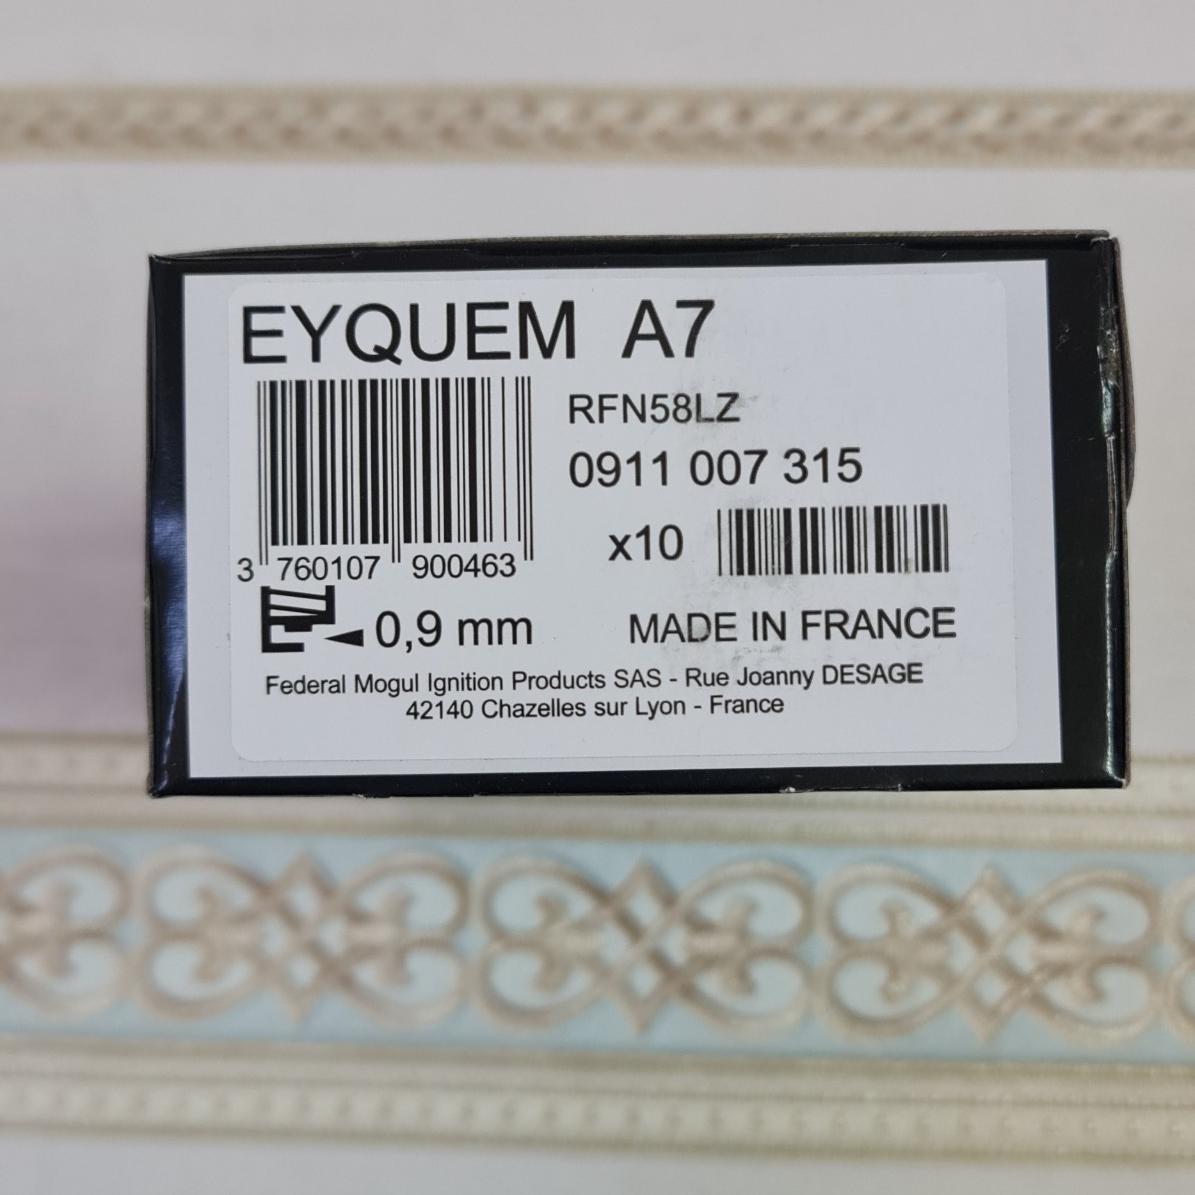 EYQUEM A7
RFN58LZ
0911 007 315
x10
3 760107 900463
0,9 mm
MADE IN FRANCE
Federal Mogul Ignition Products SAS - Rue Joanny DESAGE
42140 Chazelles sur Lyon - France